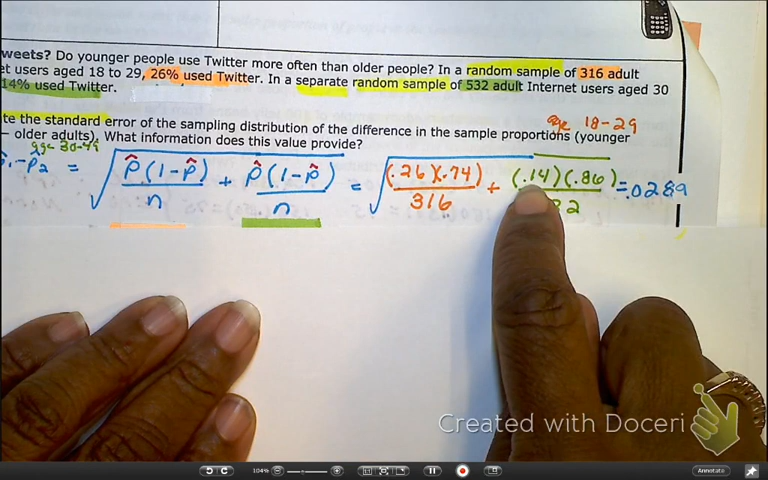 weets? Do younger people use Twitter more often than older people? In a random sample of 316 adult
et users aged 18 to 29, 26% used Twitter. In a separate random sample of 532 adult Internet users aged 30
14% used Twitter.
te the standard error of the sampling distribution of the difference in the sample proportions (younger
age 18-29
– older adults). What information does this value provide?
age 30-49
p̂₁-p̂₂ = √ p̂(1-p̂)/n + p̂(1-p̂)/n = √ (.26)(.74)/316 + (.14)(.86)/ 32 = .0289
Created with Doceri
104%
Annotate